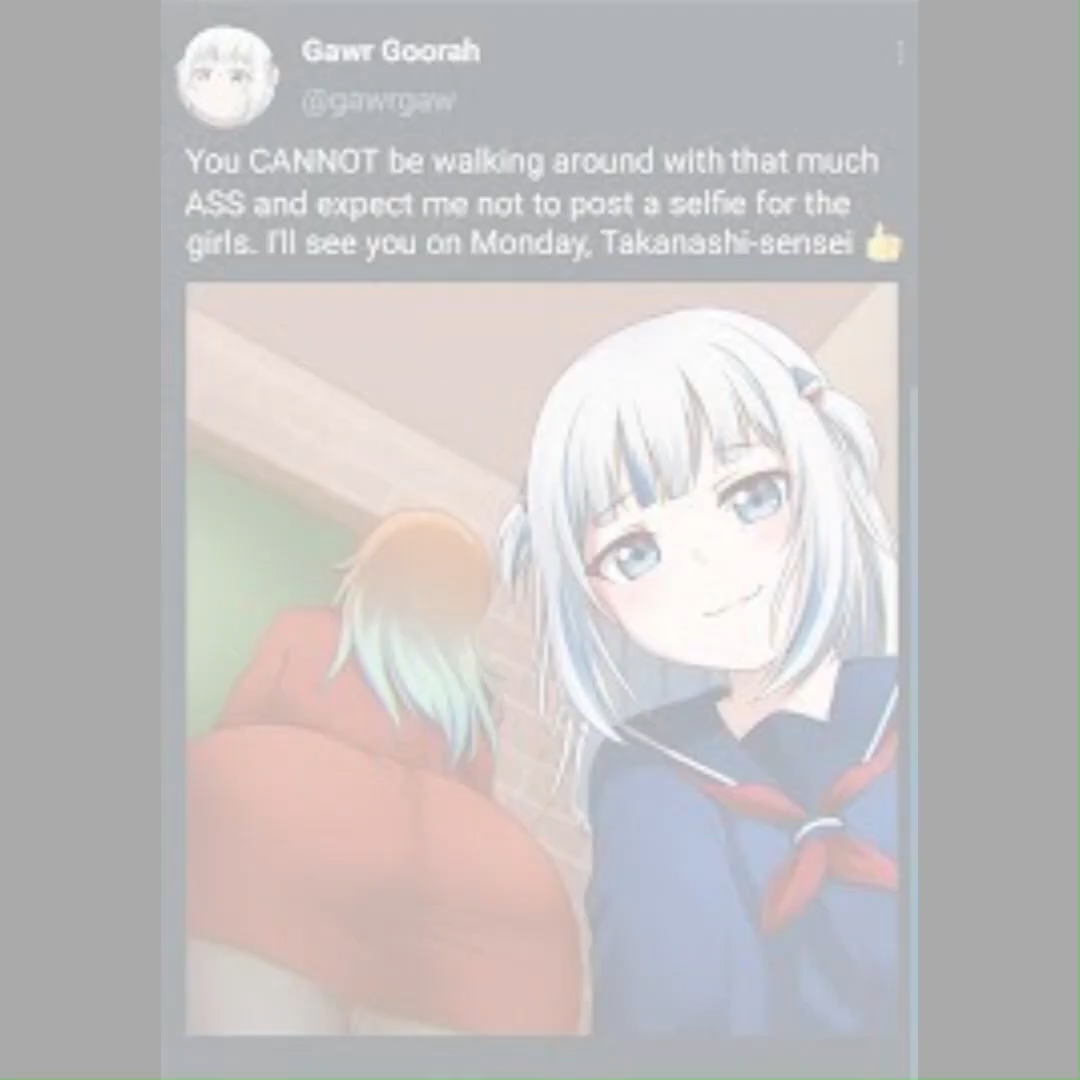 Gawr Goorah
@gawrgaw
You CANNOT be walking around with that much
ASS and expect me not to post a selfie for the
girls. I'll see you on Monday, Takanashi-sensei 👍